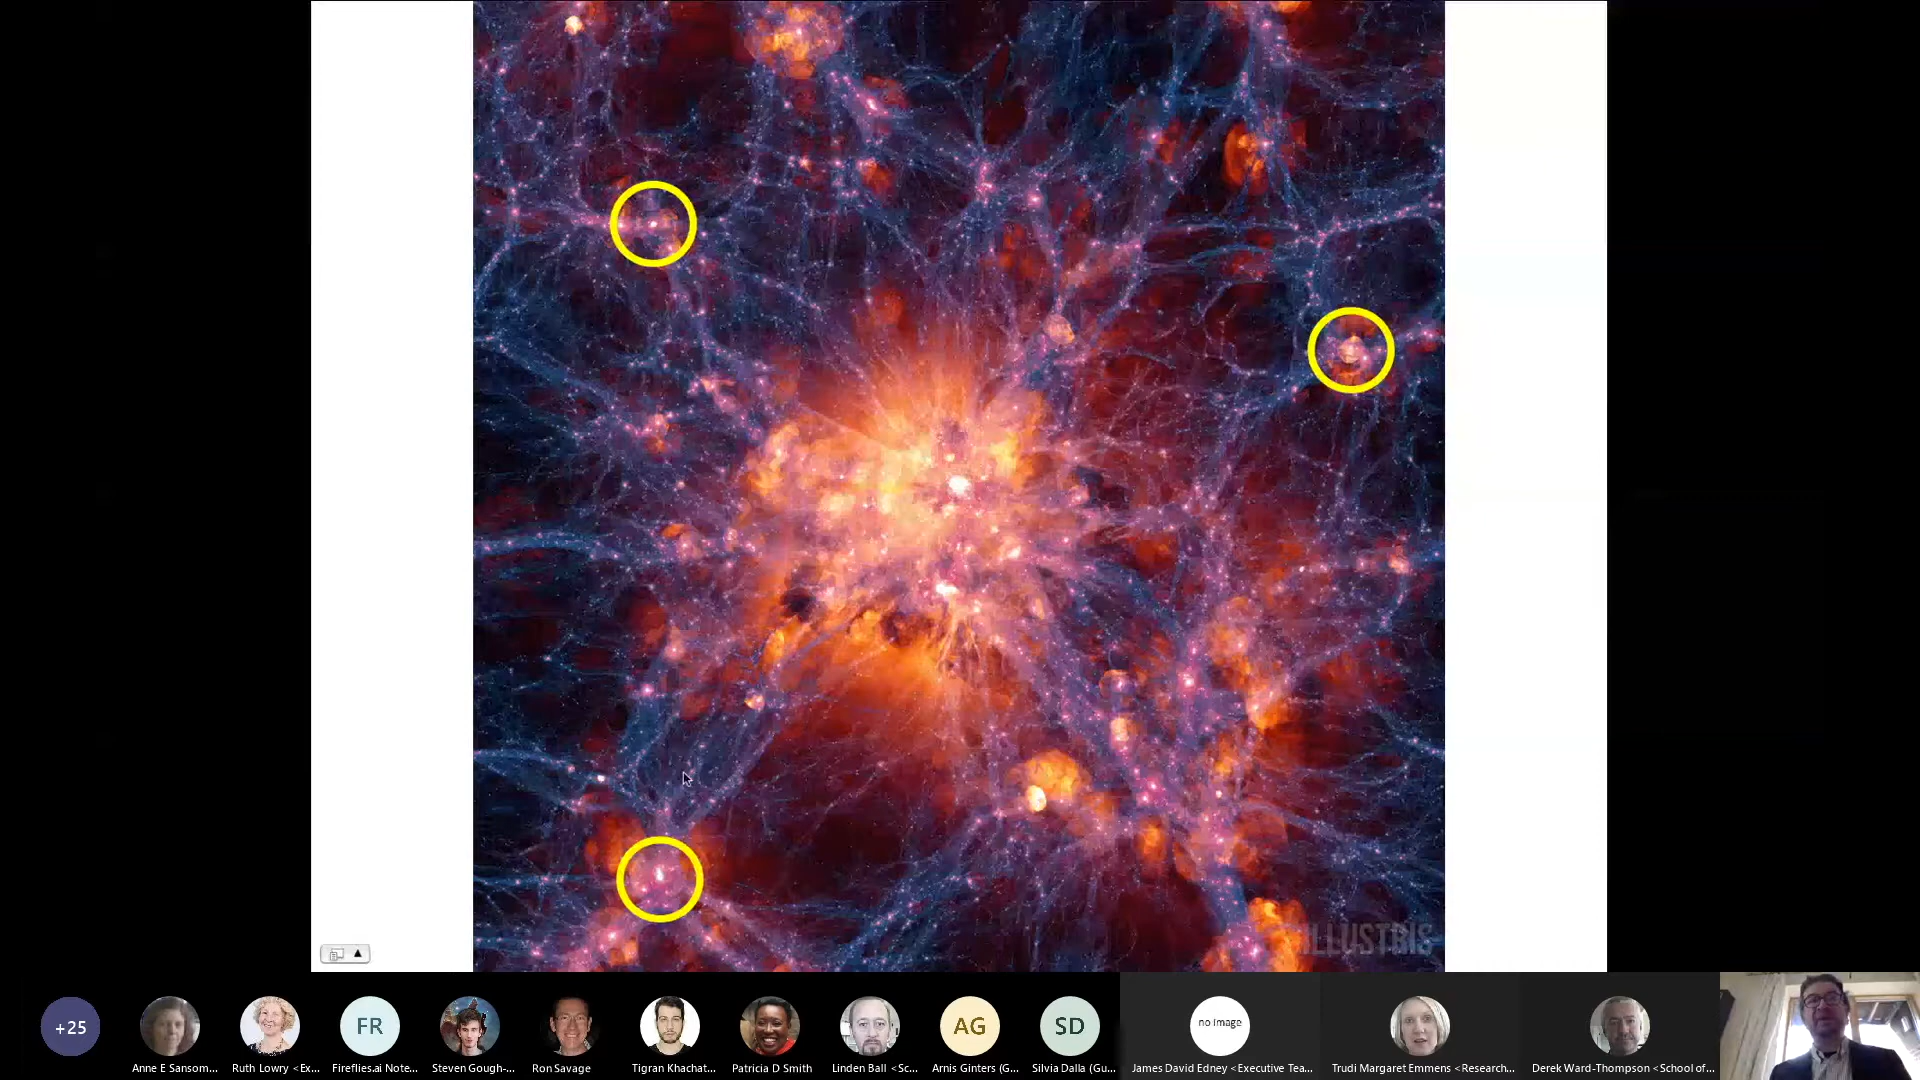 ILLUSTRIS
+25
FR
AG
SD
no image
Anne E Sansom...
Ruth Lowry <Ex...
Fireflies.ai Note...
Steven Gough-...
Ron Savage
Tigran Khachat...
Patricia D Smith
Linden Ball <Sc...
Arnis Ginters (G...
Silvia Dalla (Gu...
James David Edney <Executive Tea...
Trudi Margaret Emmens <Research...
Derek Ward-Thompson <School of...